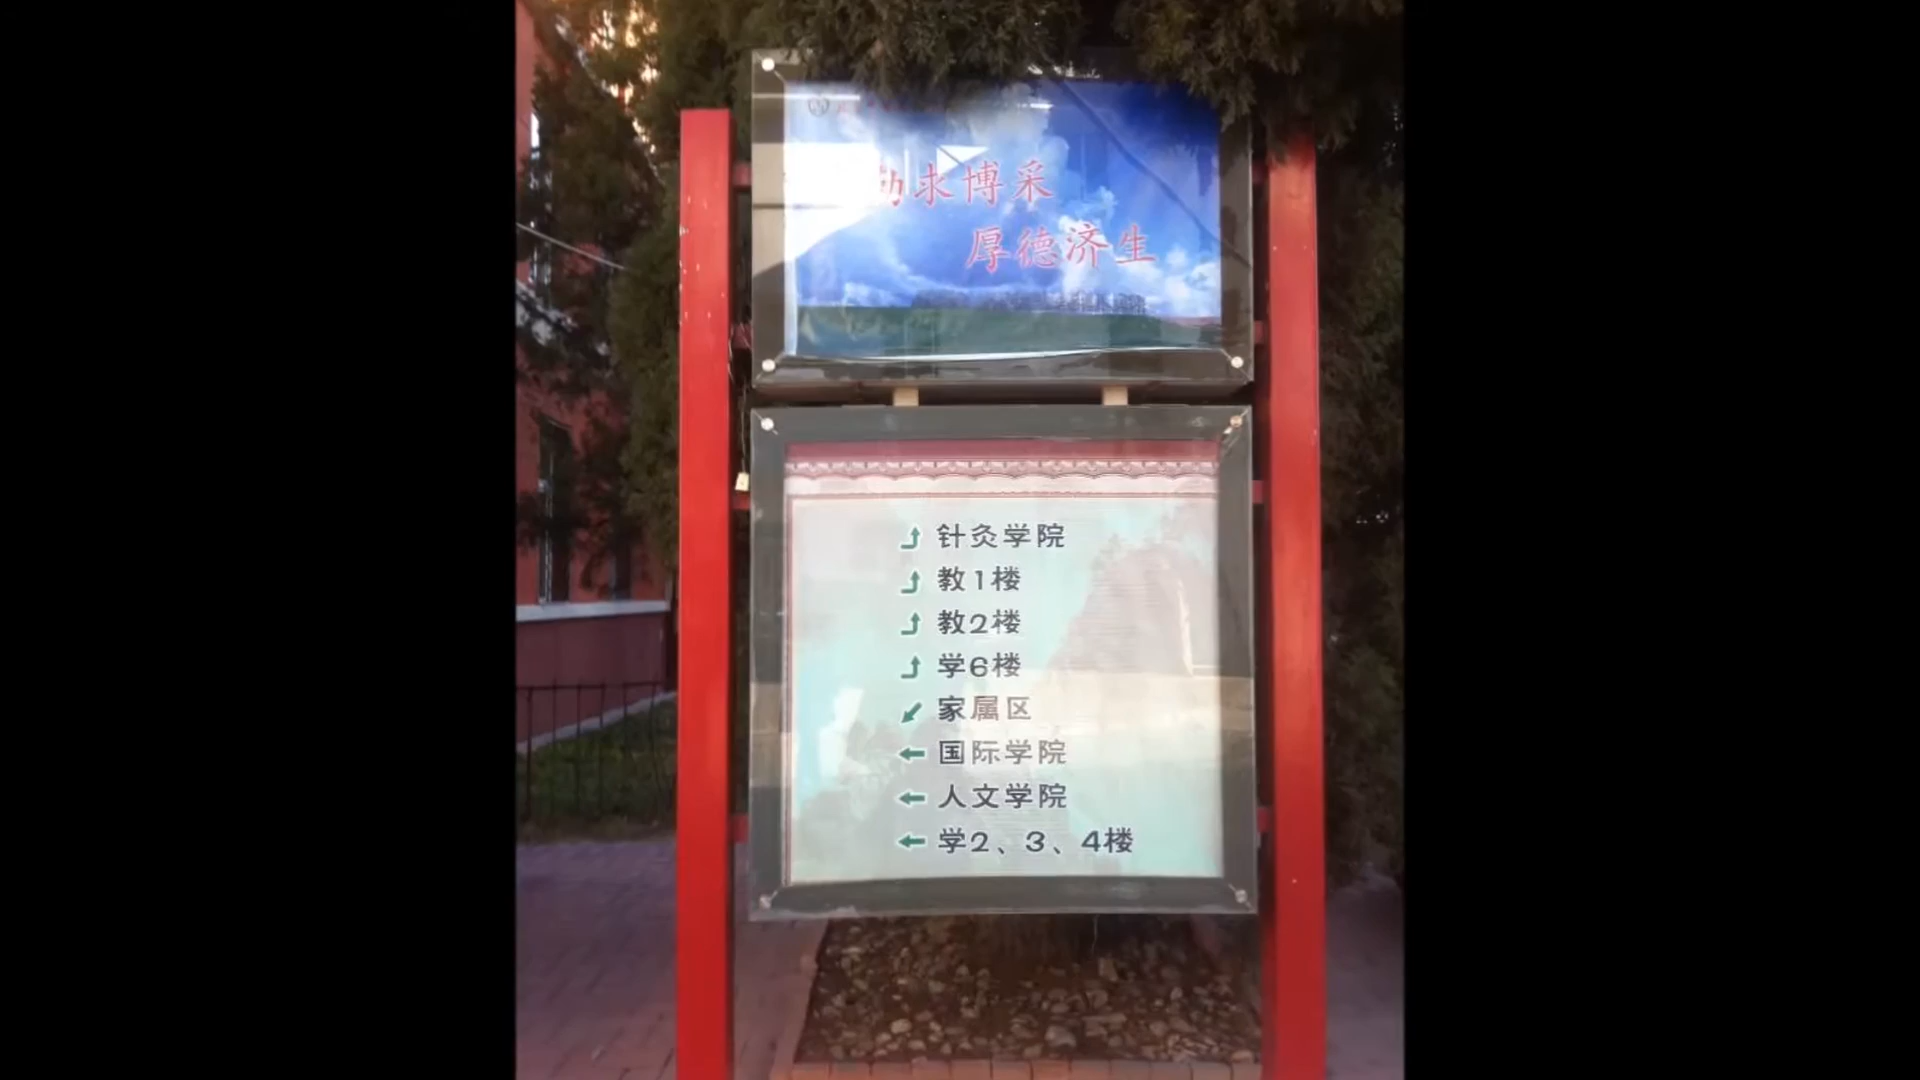 求博采
厚德济生
针灸学院
教1楼
教2楼
学6楼
家属区
国际学院
人文学院
学2、3、4楼